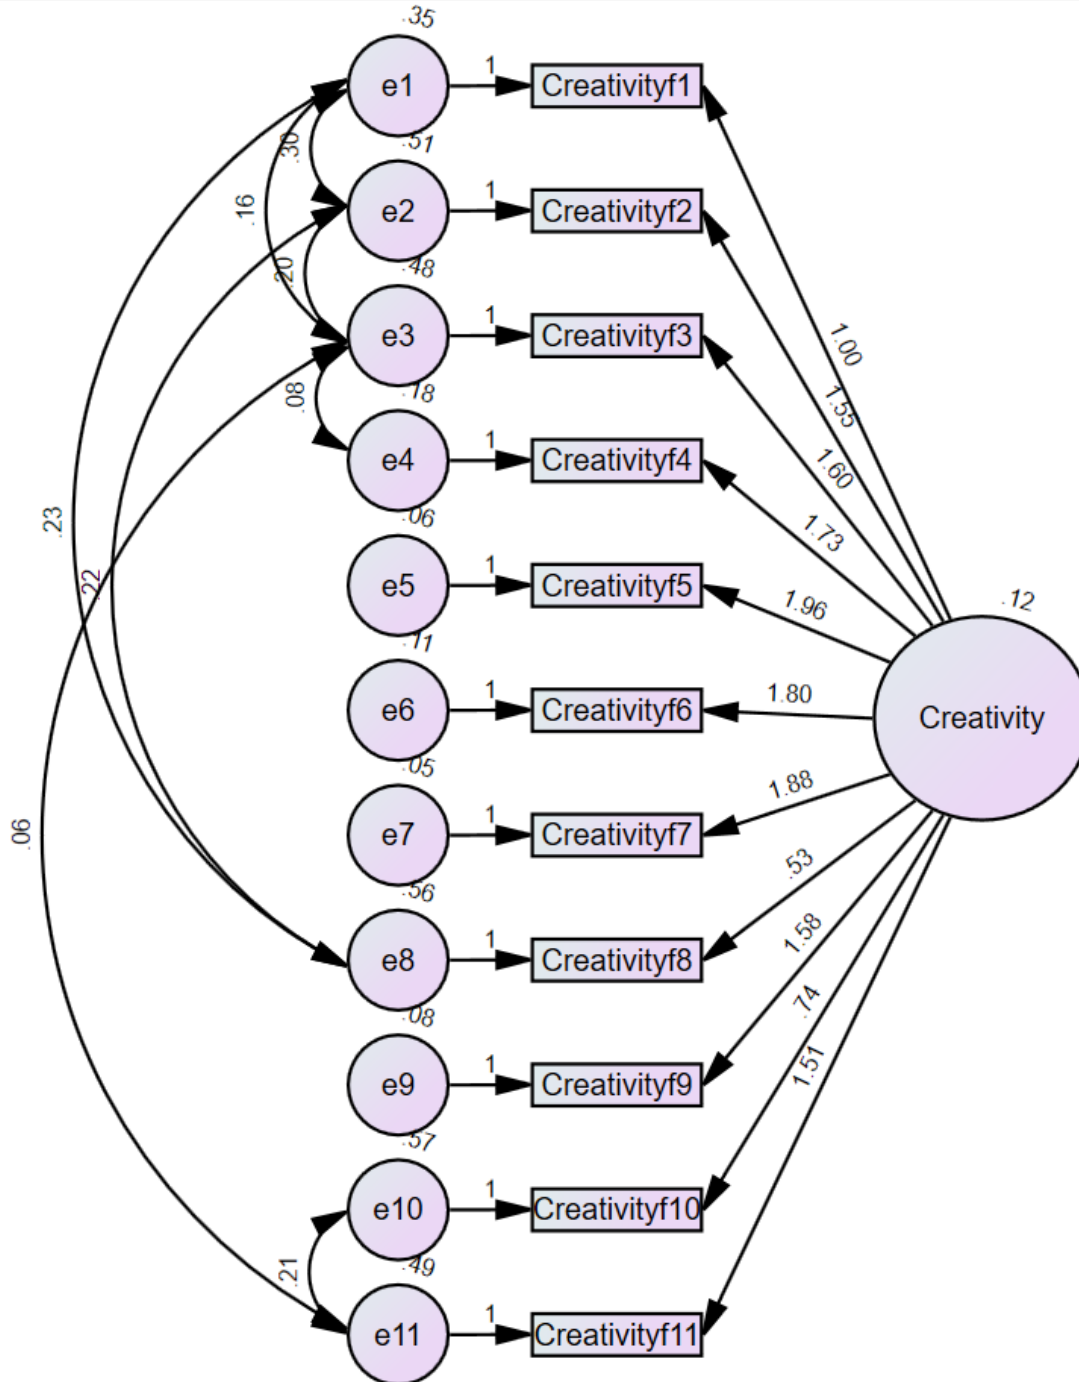 .35
e1
1
Creativityf1
.30
.51
e2
1
Creativityf2
.16
.20
.48
e3
1
Creativityf3
1.00
.08
.18
e4
1
Creativityf4
1.55
1.60
.23
.06
e5
1
Creativityf5
1.73
.22
.11
e6
1
Creativityf6
1.96
1.80
.12
Creativity
.06
.05
e7
1
Creativityf7
1.88
.56
e8
1
Creativityf8
.53
.08
e9
1
Creativityf9
1.58
.57
e10
1
Creativityf10
.74
.21
.49
e11
1
Creativityf11
1.51